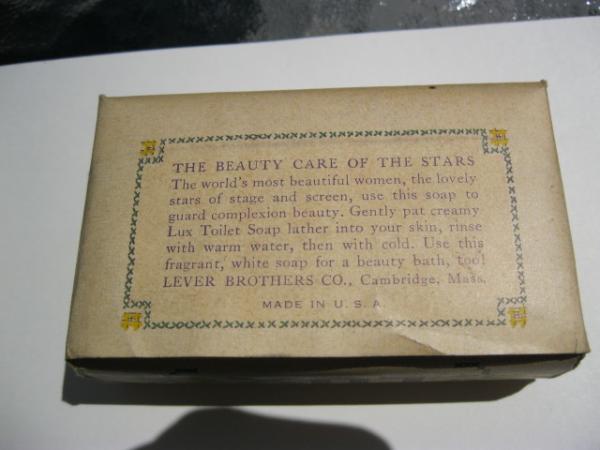 THE BEAUTY CARE OF THE STARS
The world's most beautiful women, the lovely
stars of stage and screen, use this soap to
guard complexion beauty. Gently pat creamy
Lux Toilet Soap lather into your skin, rinse
with warm water, then with cold. Use this
fragrant, white soap for a beauty bath, too!
LEVER BROTHERS CO., Cambridge, Mass.
MADE IN U. S. A.